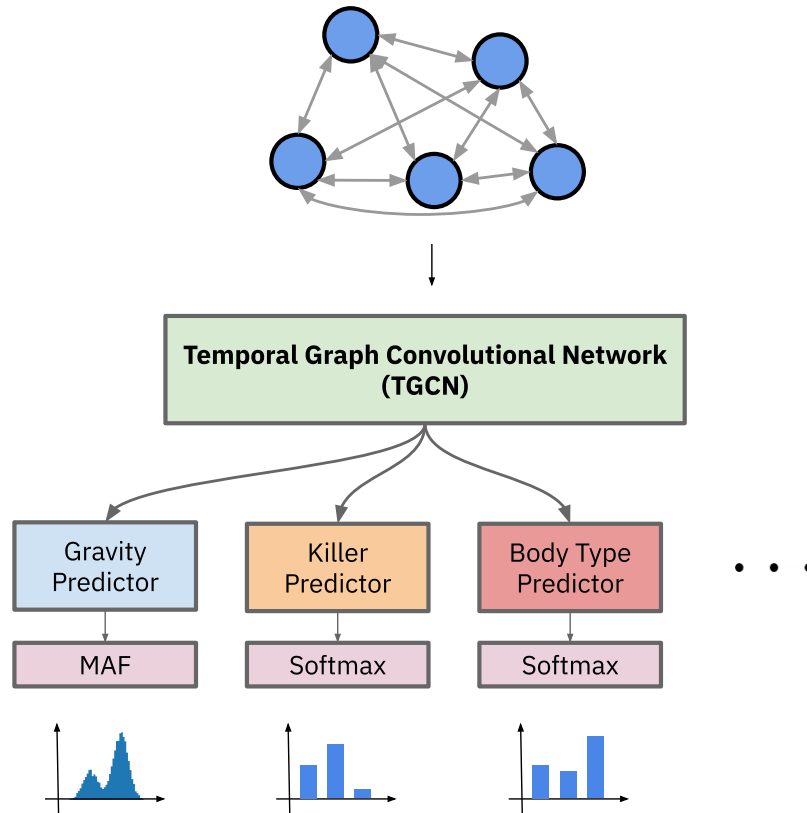 Temporal Graph Convolutional Network
(TGCN)
Gravity
Predictor
Killer
Predictor
Body Type
Predictor
. . .
MAF
Softmax
Softmax